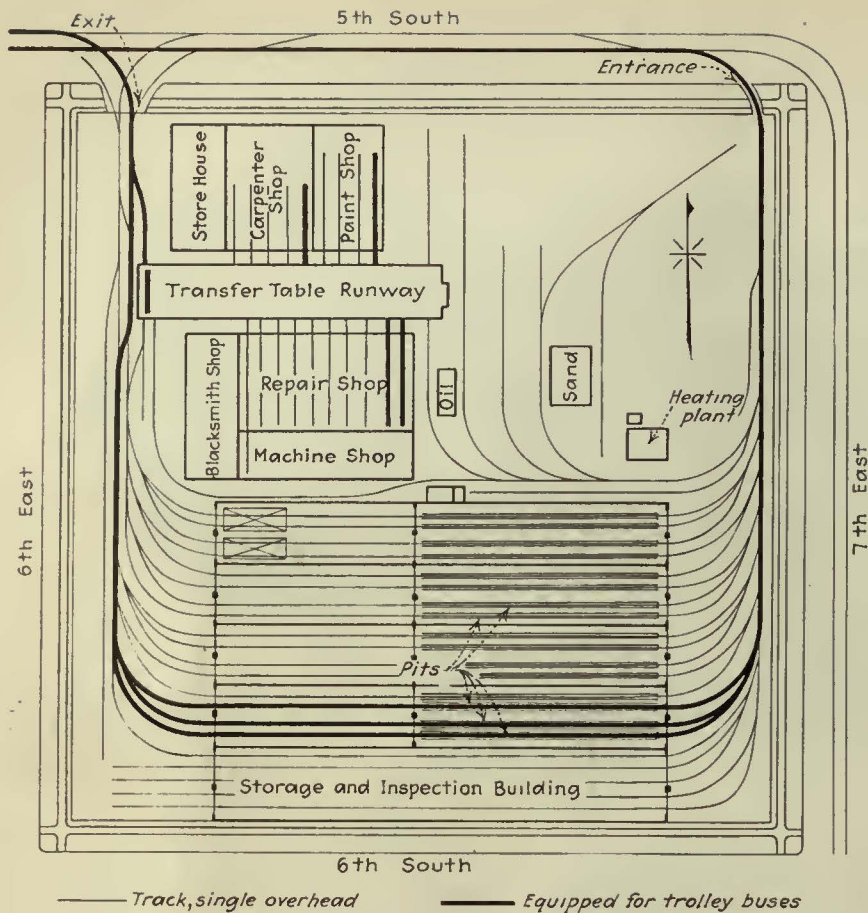 5th South
Exit
Entrance
Store House
Carpenter
Shop
Paint Shop
Transfer Table Runway
Blacksmith Shop
Repair Shop
Machine Shop
Oil
Sand
Heating
plant
6th East
7th East
Pits
Storage and Inspection Building
6th South
Track, single overhead
Equipped for trolley buses